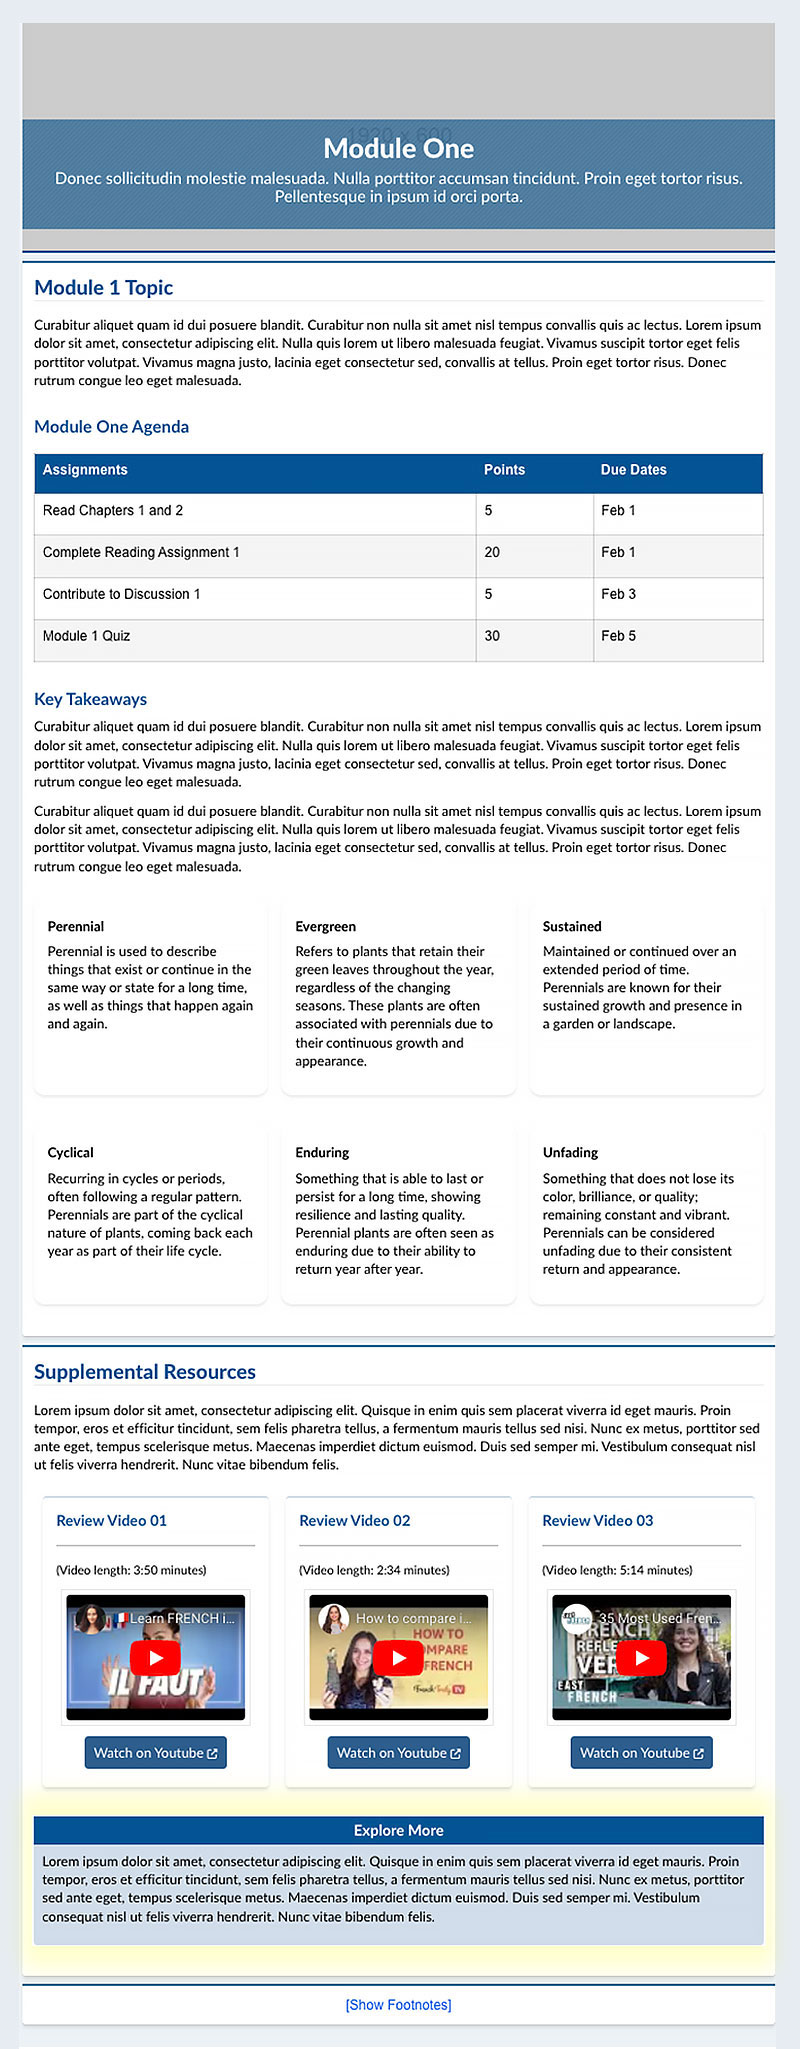 1920 x 600
Module One
Donec sollicitudin molestie malesuada. Nulla porttitor accumsan tincidunt. Proin eget tortor risus.
Pellentesque in ipsum id orci porta.
Module 1 Topic
Curabitur aliquet quam id dui posuere blandit. Curabitur non nulla sit amet nisl tempus convallis quis ac lectus. Lorem ipsum
dolor sit amet, consectetur adipiscing elit. Nulla quis lorem ut libero malesuada feugiat. Vivamus suscipit tortor eget felis
porttitor volutpat. Vivamus magna justo, lacinia eget consectetur sed, convallis at tellus. Proin eget tortor risus. Donec
rutrum congue leo eget malesuada.
Module One Agenda
Assignments Points Due Dates
Read Chapters 1 and 2 5 Feb 1
Complete Reading Assignment 1 20 Feb 1
Contribute to Discussion 1 5 Feb 3
Module 1 Quiz 30 Feb 5
Key Takeaways
Curabitur aliquet quam id dui posuere blandit. Curabitur non nulla sit amet nisl tempus convallis quis ac lectus. Lorem ipsum
dolor sit amet, consectetur adipiscing elit. Nulla quis lorem ut libero malesuada feugiat. Vivamus suscipit tortor eget felis
porttitor volutpat. Vivamus magna justo, lacinia eget consectetur sed, convallis at tellus. Proin eget tortor risus. Donec
rutrum congue leo eget malesuada.
Curabitur aliquet quam id dui posuere blandit. Curabitur non nulla sit amet nisl tempus convallis quis ac lectus. Lorem ipsum
dolor sit amet, consectetur adipiscing elit. Nulla quis lorem ut libero malesuada feugiat. Vivamus suscipit tortor eget felis
porttitor volutpat. Vivamus magna justo, lacinia eget consectetur sed, convallis at tellus. Proin eget tortor risus. Donec
rutrum congue leo eget malesuada.
Perennial
Perennial is used to describe
things that exist or continue in the
same way or state for a long time,
as well as things that happen again
and again.
Evergreen
Refers to plants that retain their
green leaves throughout the year,
regardless of the changing
seasons. These plants are often
associated with perennials due to
their continuous growth and
appearance.
Sustained
Maintained or continued over an
extended period of time.
Perennials are known for their
sustained growth and presence in
a garden or landscape.
Cyclical
Recurring in cycles or periods,
often following a regular pattern.
Perennials are part of the cyclical
nature of plants, coming back each
year as part of their life cycle.
Enduring
Something that is able to last or
persist for a long time, showing
resilience and lasting quality.
Perennial plants are often seen as
enduring due to their ability to
return year after year.
Unfading
Something that does not lose its
color, brilliance, or quality;
remaining constant and vibrant.
Perennials can be considered
unfading due to their consistent
return and appearance.
Supplemental Resources
Lorem ipsum dolor sit amet, consectetur adipiscing elit. Quisque in enim quis sem placerat viverra id eget mauris. Proin
tempor, eros et efficitur tincidunt, sem felis pharetra tellus, a fermentum mauris tellus sed nisi. Nunc ex metus, porttitor sed
ante eget, tempus scelerisque metus. Maecenas imperdiet dictum euismod. Duis sed semper mi. Vestibulum consequat nisl
ut felis viverra hendrerit. Nunc vitae bibendum felis.
Review Video 01
(Video length: 3:50 minutes)
Learn FRENCH i...
IL FAUT
Watch on Youtube
Review Video 02
(Video length: 2:34 minutes)
How to compare i...
HOW TO
COMPARE
FRENCH
TV
Watch on Youtube
Review Video 03
(Video length: 5:14 minutes)
35 Most Used Fren...
FRENCH
EAST
FRENCH
Watch on Youtube
Explore More
Lorem ipsum dolor sit amet, consectetur adipiscing elit. Quisque in enim quis sem placerat viverra id eget mauris. Proin
tempor, eros et efficitur tincidunt, sem felis pharetra tellus, a fermentum mauris tellus sed nisi. Nunc ex metus, porttitor
sed ante eget, tempus scelerisque metus. Maecenas imperdiet dictum euismod. Duis sed semper mi. Vestibulum
consequat nisl ut felis viverra hendrerit. Nunc vitae bibendum felis.
[Show Footnotes]